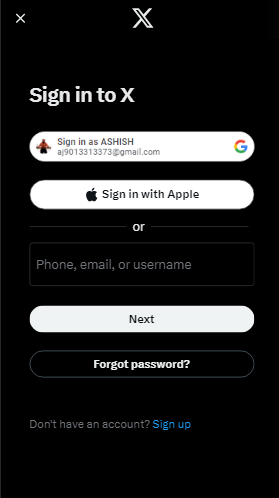 Sign in to X
Sign in as ASHISH
aj9013313373@gmail.com
Sign in with Apple
or
Phone, email, or username
Next
Forgot password?
Don't have an account? Sign up